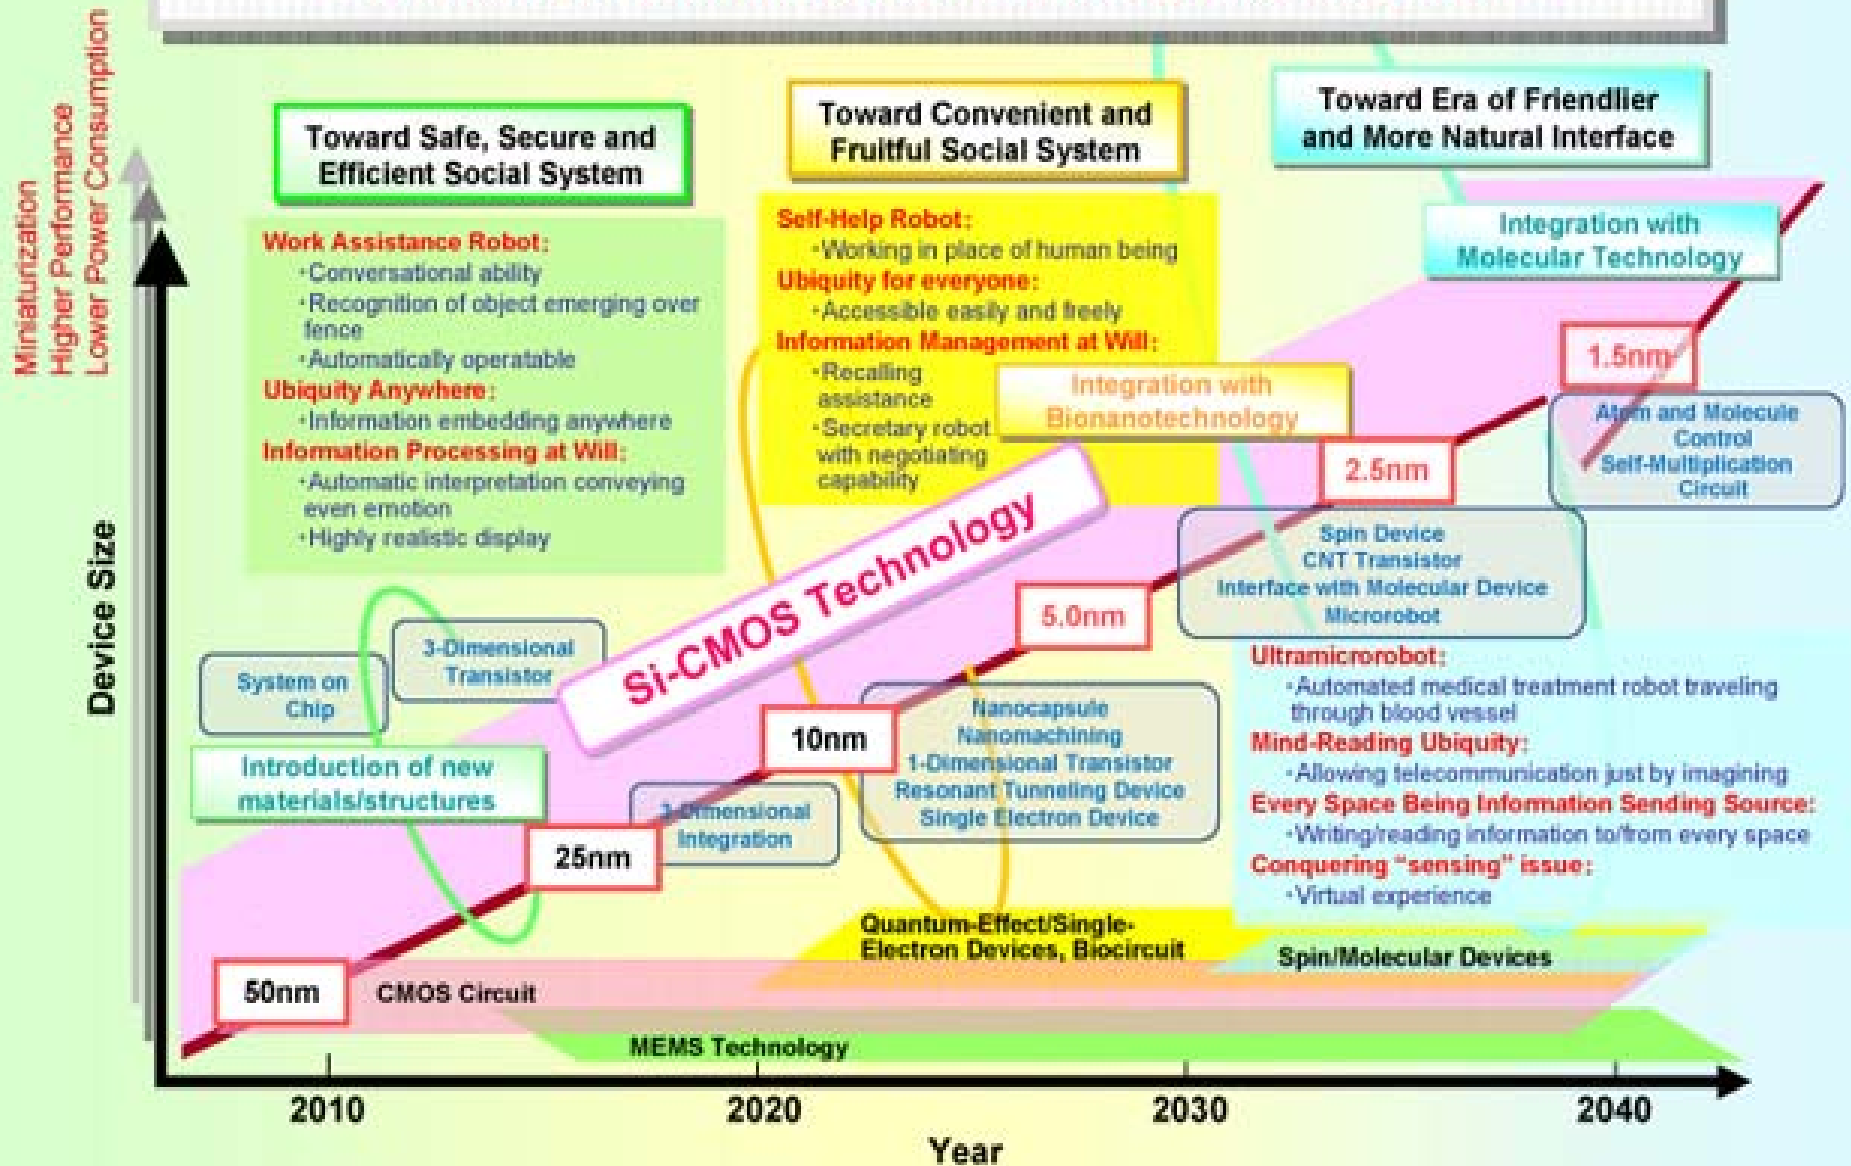 Miniaturization
Higher Performance
Lower Power Consumption
Device Size
Toward Safe, Secure and
Efficient Social System
Work Assistance Robot:
・Conversational ability
・Recognition of object emerging over
fence
・Automatically operatable
Ubiquity Anywhere:
・Information embedding anywhere
Information Processing at Will:
・Automatic interpretation conveying
even emotion
・Highly realistic display
Toward Convenient and
Fruitful Social System
Self-Help Robot:
・Working in place of human being
Ubiquity for everyone:
・Accessible easily and freely
Information Management at Will:
・Recalling
assistance
・Secretary robot
with negotiating
capability
Toward Era of Friendlier
and More Natural Interface
Integration with
Molecular Technology
Integration with
Bionanotechnology
1.5nm
Atom and Molecule
Control
Self-Multiplication
Circuit
2.5nm
Spin Device
CNT Transistor
Interface with Molecular Device
Microrobot
Si-CMOS Technology
5.0nm
3-Dimensional
Transistor
System on
Chip
Introduction of new
materials/structures
10nm
Nanocapsule
Nanomachining
1-Dimensional Transistor
Resonant Tunneling Device
Single Electron Device
3-Dimensional
Integration
25nm
Ultramicrorobot:
・Automated medical treatment robot traveling
through blood vessel
Mind-Reading Ubiquity:
・Allowing telecommunication just by imagining
Every Space Being Information Sending Source:
・Writing/reading information to/from every space
Conquering “sensing” issue:
・Virtual experience
Quantum-Effect/Single-
Electron Devices, Biocircuit
Spin/Molecular Devices
50nm
CMOS Circuit
MEMS Technology
2010
2020
2030
2040
Year